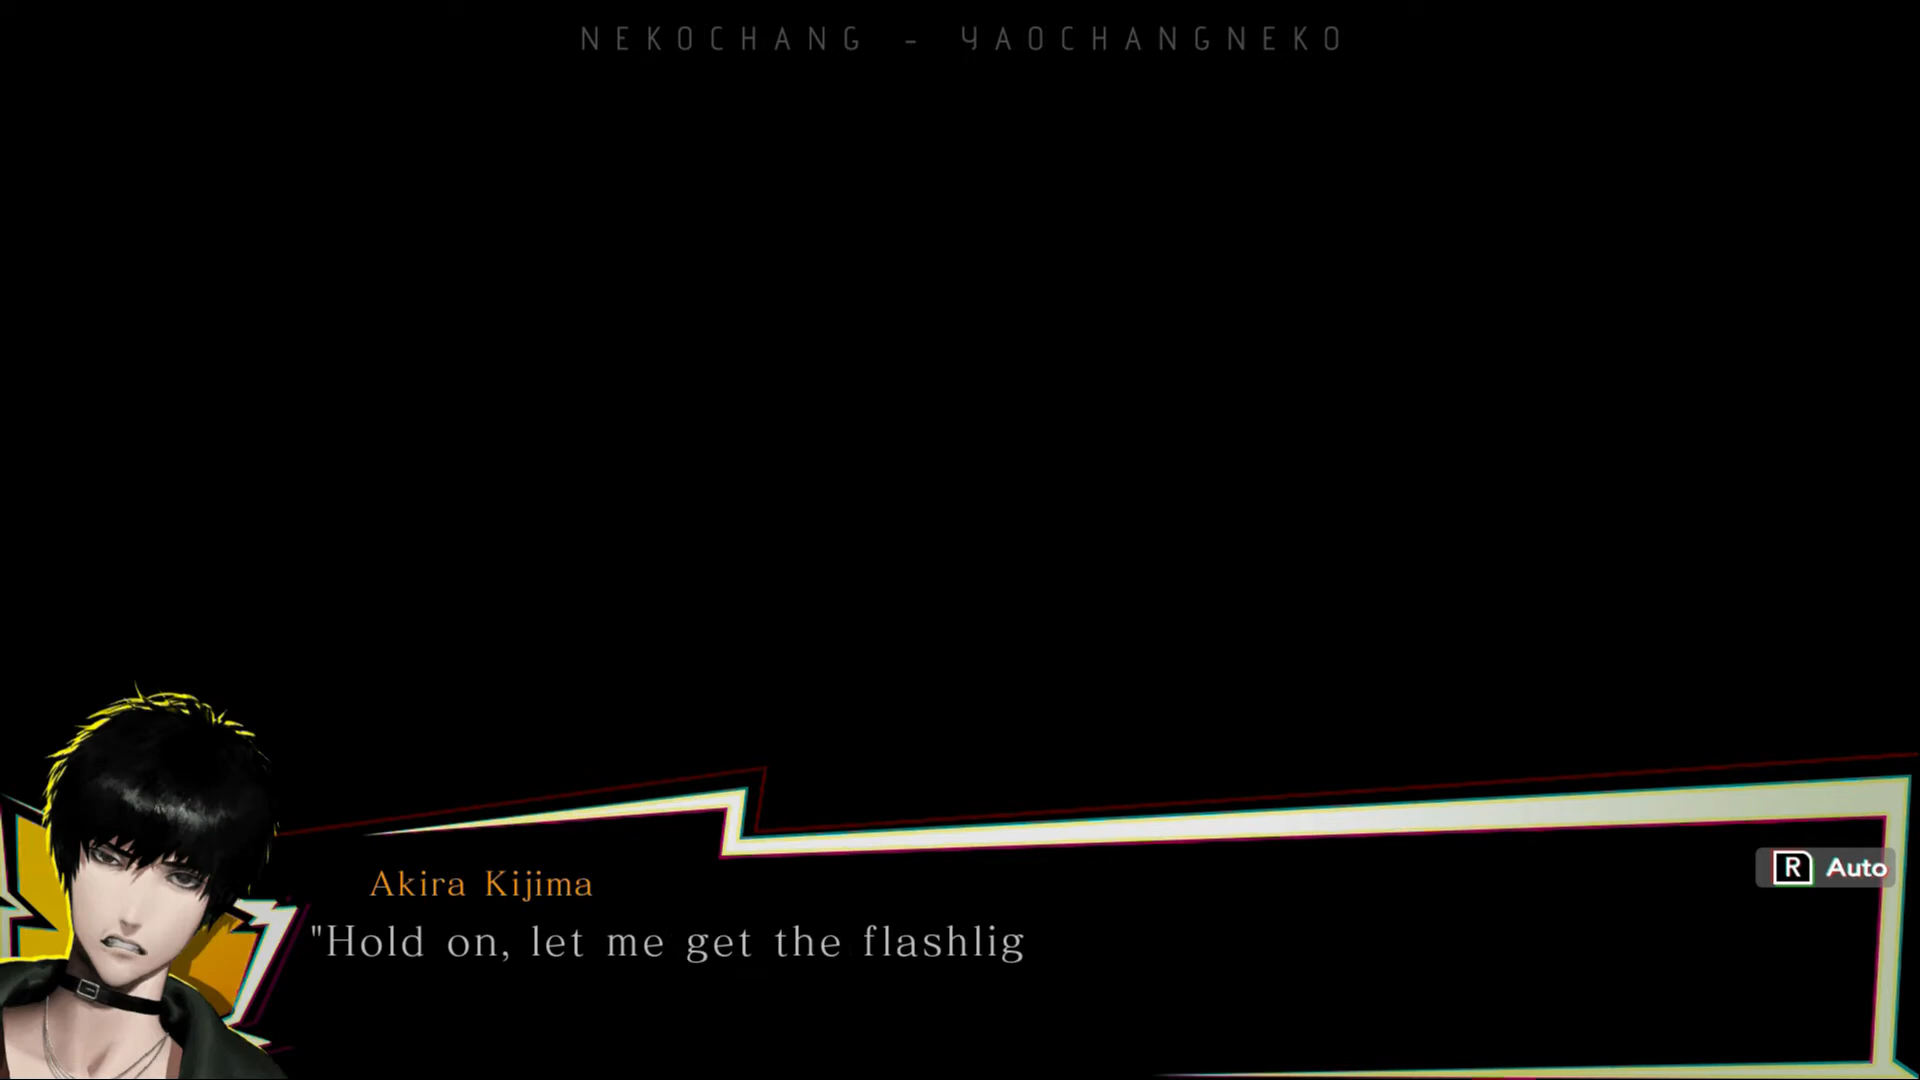 NEKOCHANG - YAOCHANGNEKO
Akira Kijima
R Auto
"Hold on, let me get the flashlig